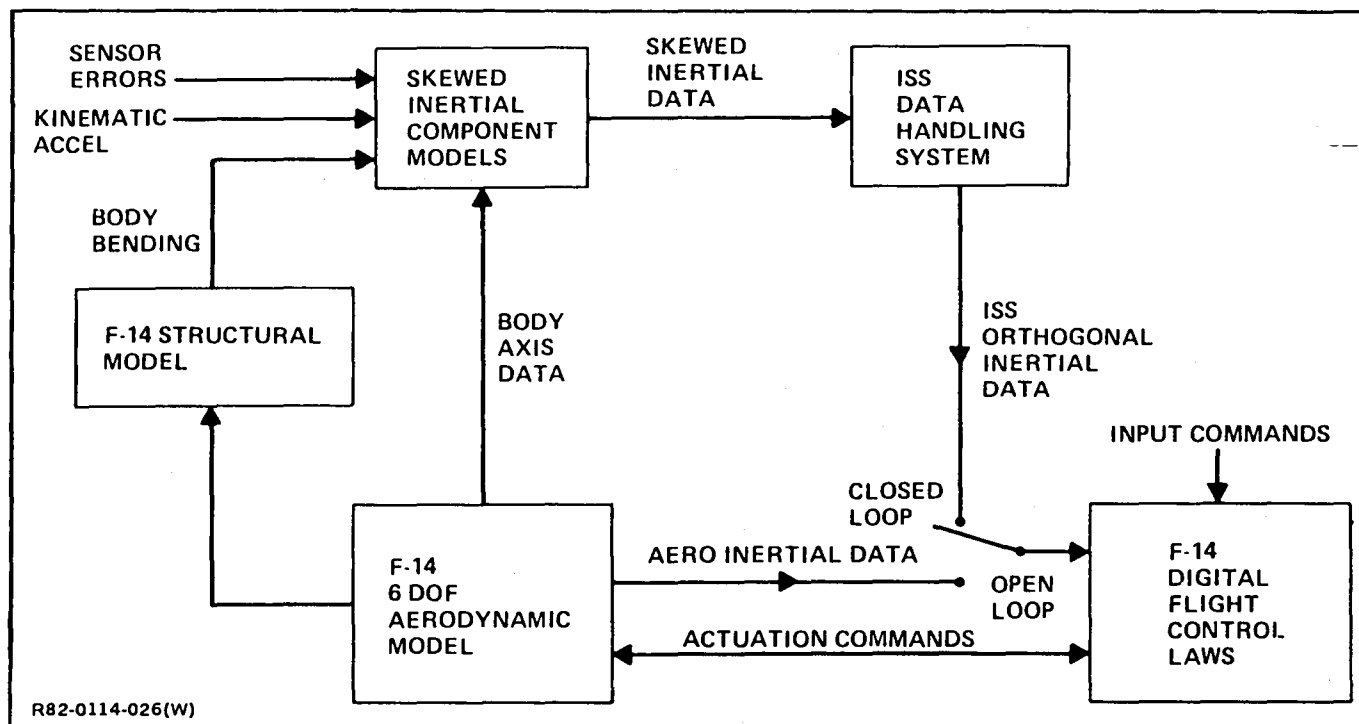 SENSOR
ERRORS
KINEMATIC
ACCEL
SKEWED
INERTIAL
COMPONENT
MODELS
SKEWED
INERTIAL
DATA
ISS
DATA
HANDLING
SYSTEM
BODY
BENDING
F-14 STRUCTURAL
MODEL
BODY
AXIS
DATA
ISS
ORTHOGONAL
INERTIAL
DATA
INPUT COMMANDS
CLOSED
LOOP
F-14
6 DOF
AERODYNAMIC
MODEL
AERO INERTIAL DATA
OPEN
LOOP
ACTUATION COMMANDS
F-14
DIGITAL
FLIGHT
CONTROL
LAWS
R82-0114-026(W)